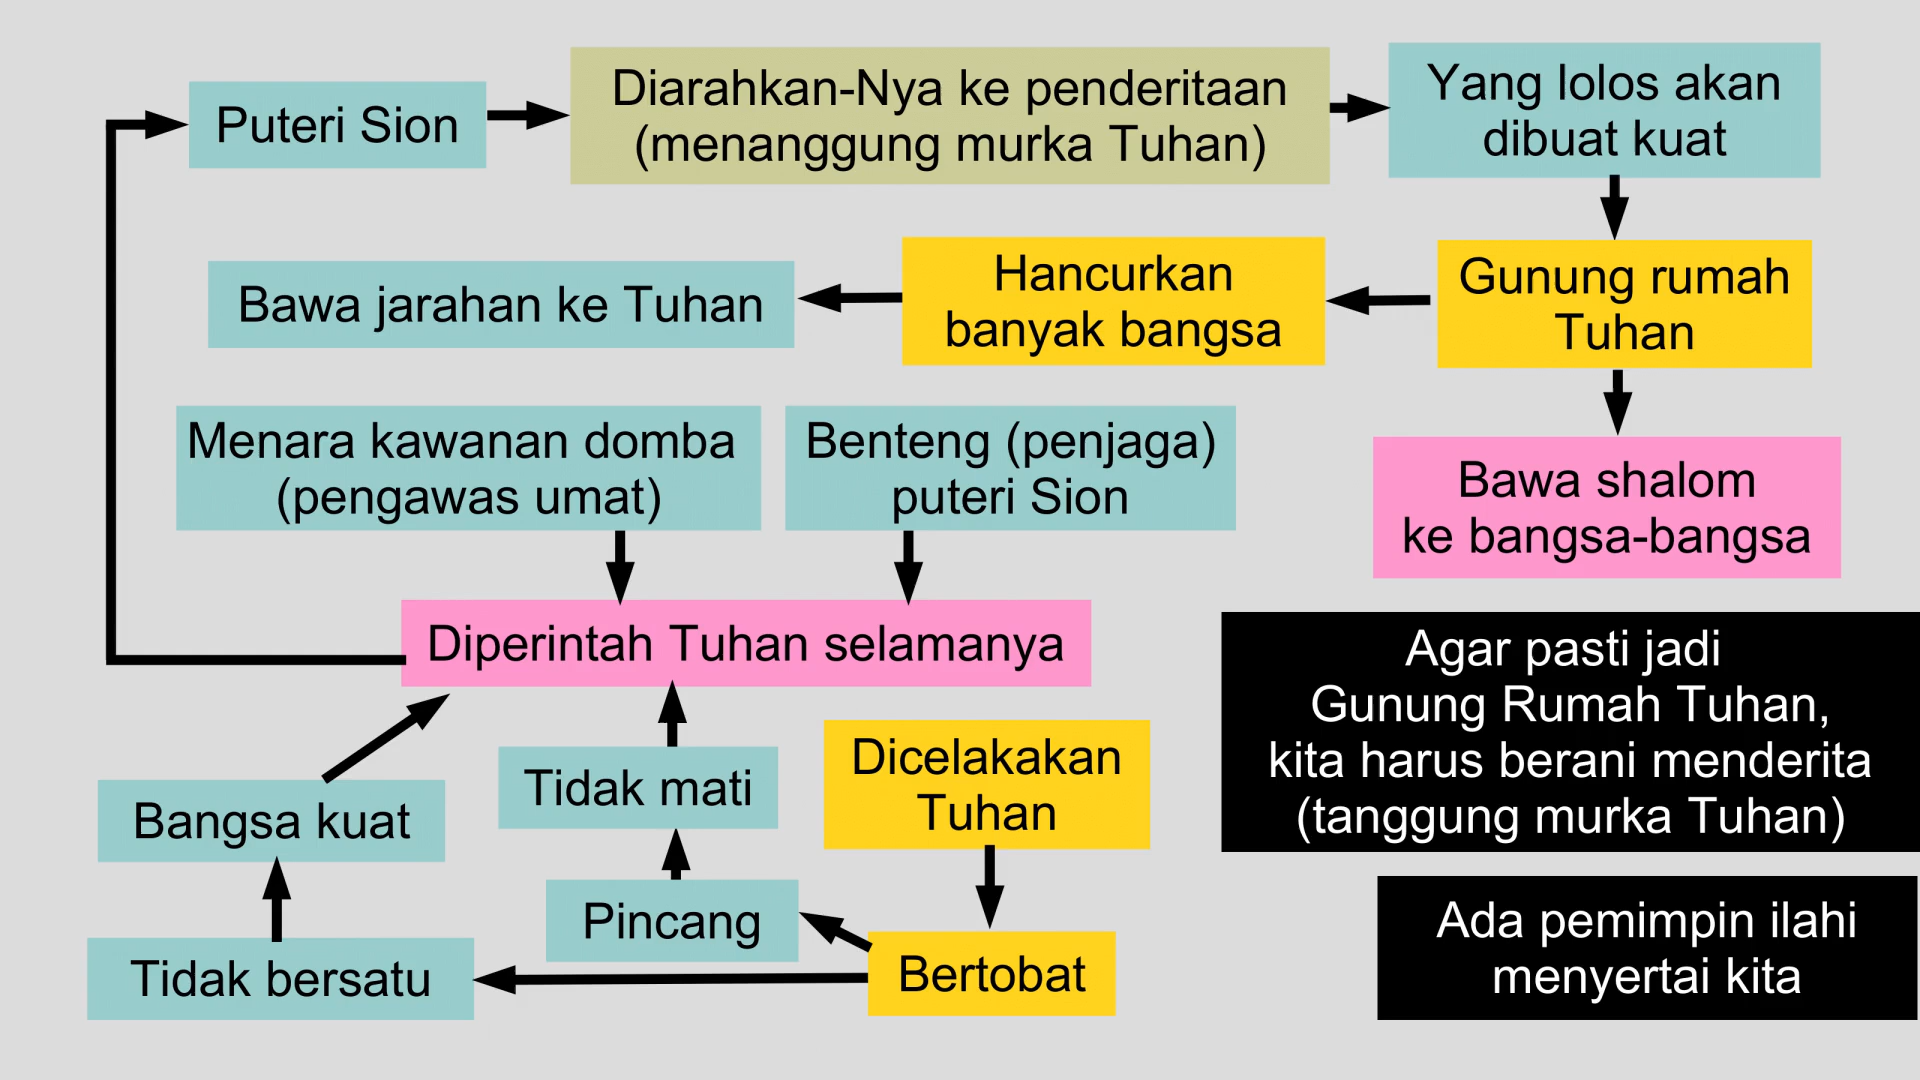 Puteri Sion
Diarahkan-Nya ke penderitaan
(menanggung murka Tuhan)
Yang lolos akan
dibuat kuat
Bawa jarahan ke Tuhan
Hancurkan
banyak bangsa
Gunung rumah
Tuhan
Menara kawanan domba
(pengawas umat)
Benteng (penjaga)
puteri Sion
Bawa shalom
ke bangsa-bangsa
Diperintah Tuhan selamanya
Agar pasti jadi
Gunung Rumah Tuhan,
kita harus berani menderita
(tanggung murka Tuhan)
Bangsa kuat
Tidak mati
Dicelakakan
Tuhan
Pincang
Tidak bersatu
Bertobat
Ada pemimpin ilahi
menyertai kita